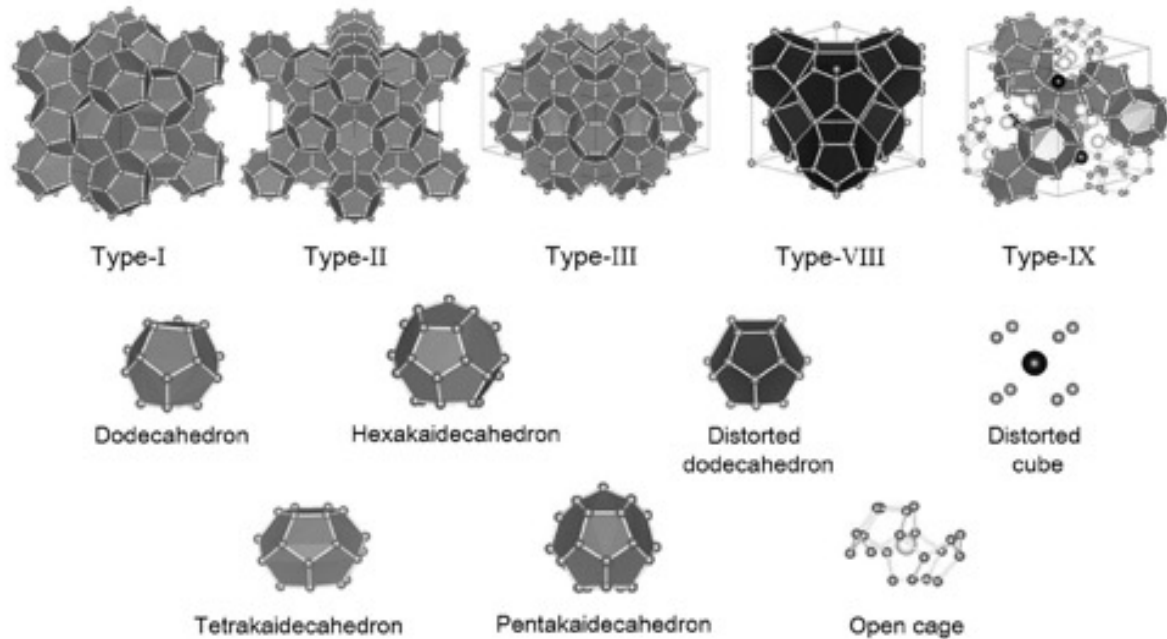 Type-I
Type-II
Type-III
Type-VIII
Type-IX
Dodecahedron
Hexakaidecahedron
Distorted
dodecahedron
Distorted
cube
Tetrakaidecahedron
Pentakaidecahedron
Open cage